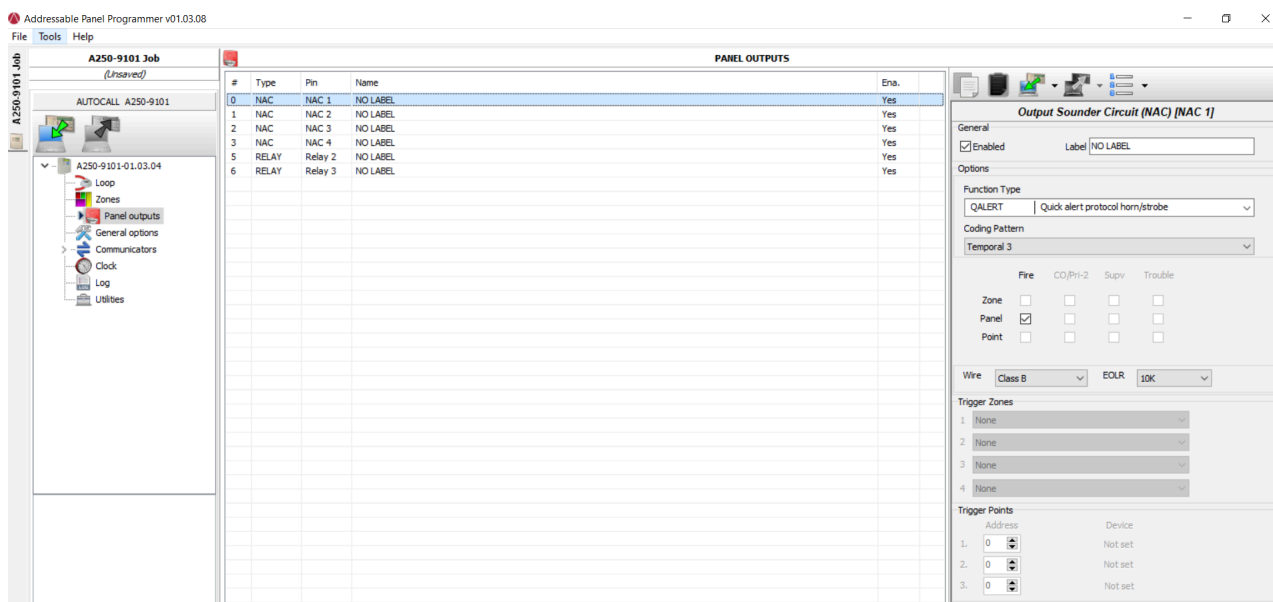 Addressable Panel Programmer v01.03.08
File Tools Help
A250-9101 Job
A250-9101 Job
(Unsaved)
AUTOCALL A250-9101
A250-9101-01.03.04
Loop
Zones
Panel outputs
General options
Communicators
Clock
Log
Utilities
PANEL OUTPUTS
# Type Pin Name Ena.
0 NAC NAC 1 NO LABEL Yes
1 NAC NAC 2 NO LABEL Yes
2 NAC NAC 3 NO LABEL Yes
3 NAC NAC 4 NO LABEL Yes
5 RELAY Relay 2 NO LABEL Yes
6 RELAY Relay 3 NO LABEL Yes
Output Sounder Circuit (NAC) [NAC 1]
General
Enabled Label NO LABEL
Options
Function Type
QALERT Quick alert protocol horn/strobe
Coding Pattern
Temporal 3
Fire CO/Pri-2 Supv Trouble
Zone
Panel
Point
Wire Class B EOLR 10K
Trigger Zones
1 None
2 None
3 None
4 None
Trigger Points
Address Device
1. 0 Not set
2. 0 Not set
3. 0 Not set